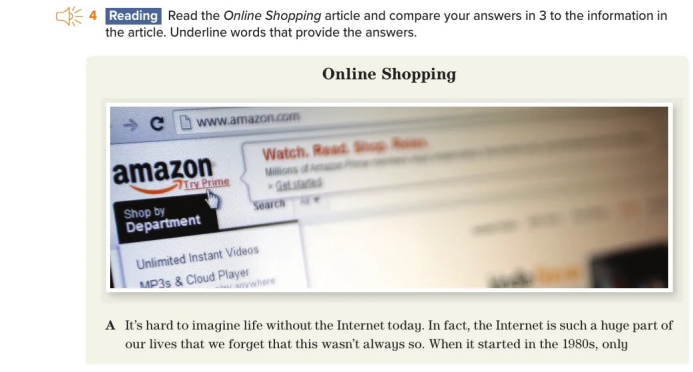 4 Reading Read the Online Shopping article and compare your answers in 3 to the information in
the article. Underline words that provide the answers.
Online Shopping
www.amazon.com
amazon
Try Prime
Watch. Read. Shop. Relax.
Millions of Amazon Prime
> Get started
Search All
Shop by
Department
Unlimited Instant Videos
MP3s & Cloud Player
anywhere
A It's hard to imagine life without the Internet today. In fact, the Internet is such a huge part of
our lives that we forget that this wasn't always so. When it started in the 1980s, only